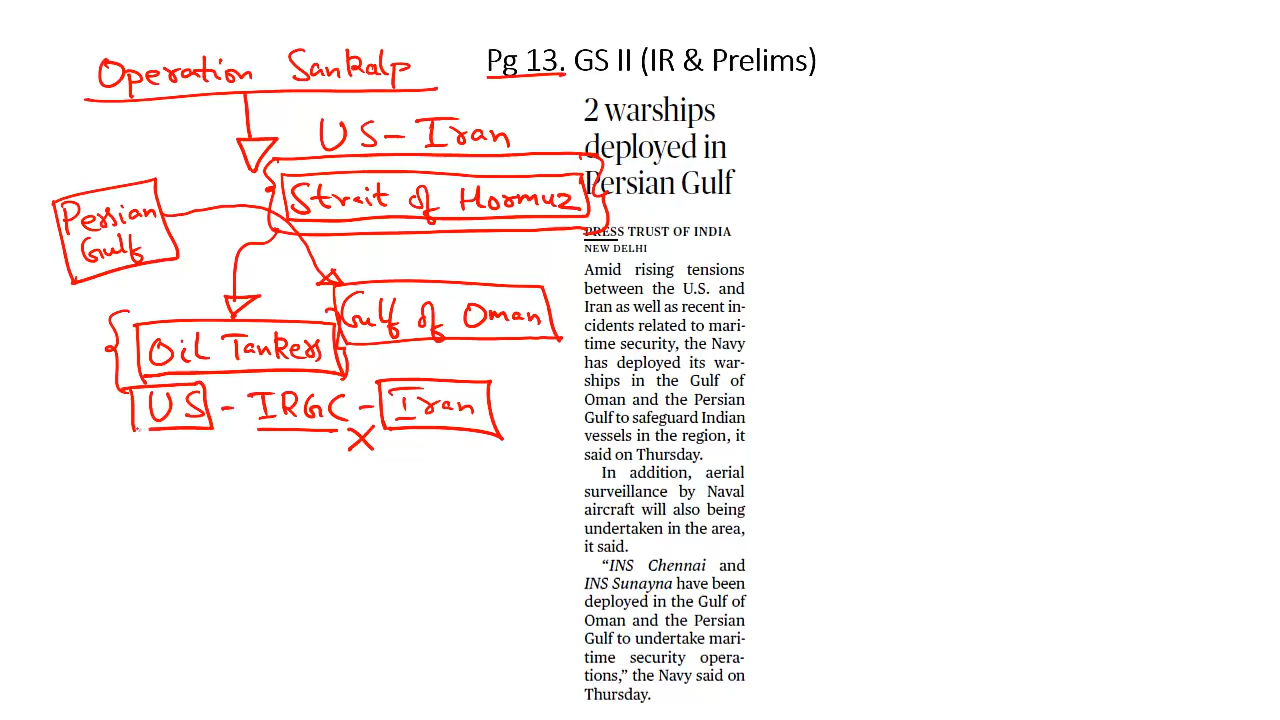 Operation Sankalp
US - Iran
Strait of Hormuz
Persian
Gulf
Gulf of Oman
Oil Tankers
US - IRGC - Iran
X
Pg 13. GS II (IR & Prelims)
2 warships
deployed in
Persian Gulf
PRESS TRUST OF INDIA
NEW DELHI
Amid rising tensions
between the U.S. and
Iran as well as recent in-
cidents related to mari-
time security, the Navy
has deployed its war-
ships in the Gulf of
Oman and the Persian
Gulf to safeguard Indian
vessels in the region, it
said on Thursday.
In addition, aerial
surveillance by Naval
aircraft will also being
undertaken in the area,
it said.
“INS Chennai and
INS Sunayna have been
deployed in the Gulf of
Oman and the Persian
Gulf to undertake mari-
time security opera-
tions,” the Navy said on
Thursday.